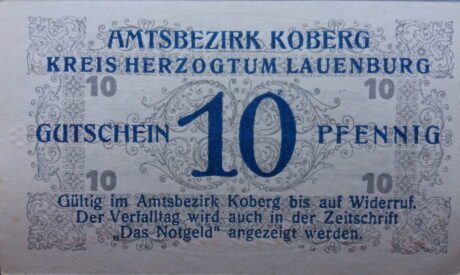 AMTSBEZIRK KOBERG
KREIS HERZOGTUM LAUENBURG
10 10
GUTSCHEIN 10 PFENNIG
10 10
Gültig im Amtsbezirk Koberg bis auf Widerruf.
Der Verfalltag wird auch in der Zeitschrift
„Das Notgeld" angezeigt werden.